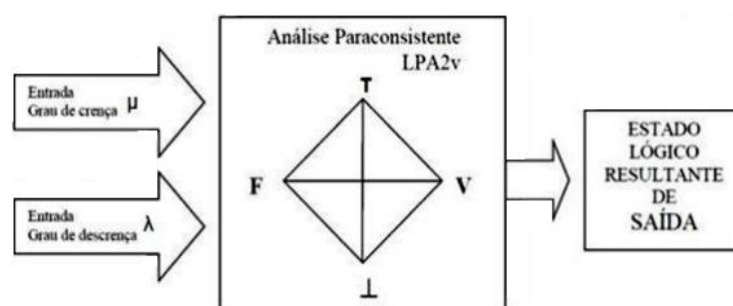 Análise Paraconsistente
LPA2v
Entrada
Grau de crença μ
Entrada
Grau de descrença λ
T
F
V
⊥
ESTADO
LÓGICO
RESULTANTE
DE
SAÍDA